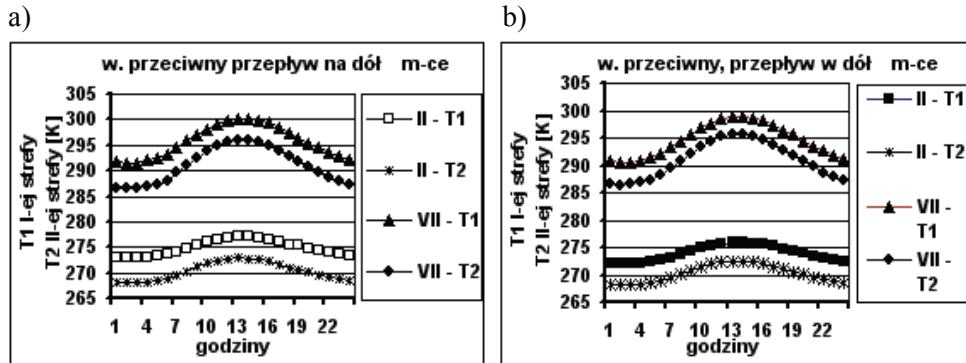 a)
w. przeciwny przepływ na dół m-ce
T1 I-ej strefy
T2 II-ej strefy [K]
305
300
295
290
285
280
275
270
265
1 4 7 10 13 16 19 22
godziny
II - T1
II - T2
VII - T1
VII - T2
b)
w. przeciwny, przepływ w dół m-ce
T1 I-ej strefy
T2 II-ej strefy [K]
305
300
295
290
285
280
275
270
265
1 4 7 10 13 16 19 22
godziny
II - T1
II - T2
VII -
T1
VII -
T2